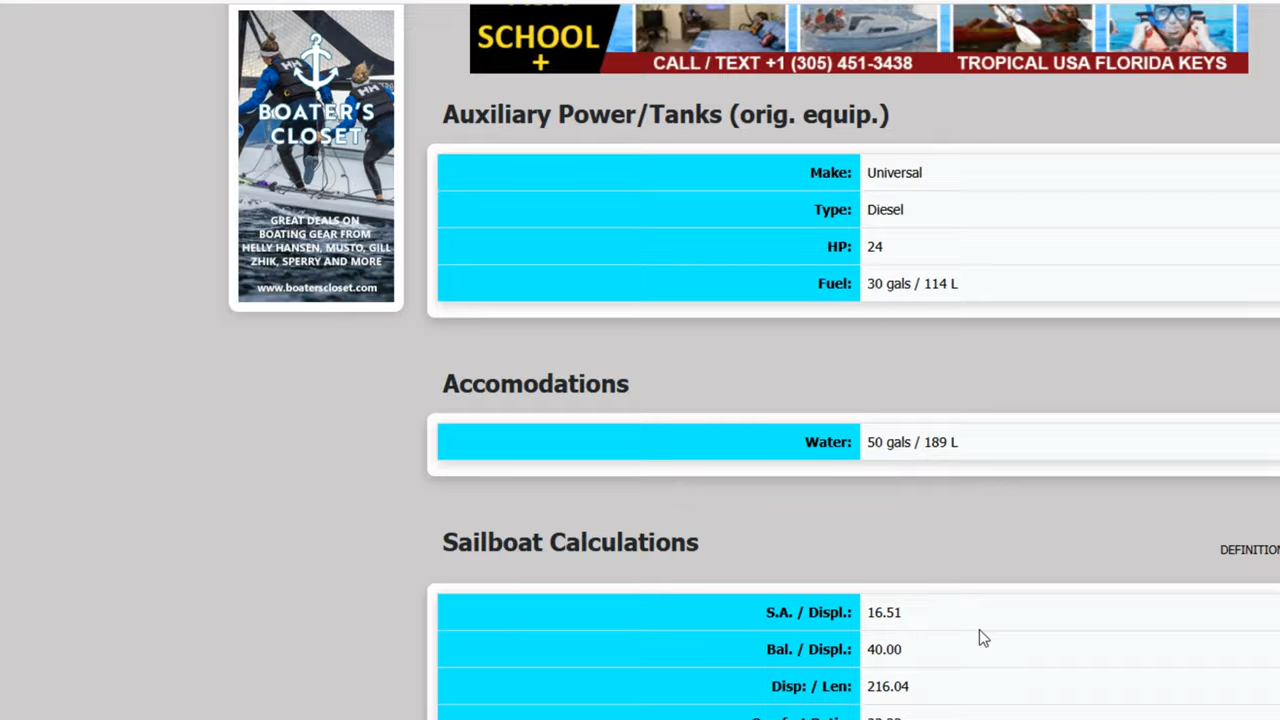 SCHOOL
+
CALL / TEXT +1 (305) 451-3438
TROPICAL USA FLORIDA KEYS
HH
HH
BOATER'S
CLOSET
GREAT DEALS ON
BOATING GEAR FROM
HELLY HANSEN, MUSTO, GILL
ZHIK, SPERRY AND MORE
www.boaterscloset.com
Auxiliary Power/Tanks (orig. equip.)
Make: Universal
Type: Diesel
HP: 24
Fuel: 30 gals / 114 L
Accomodations
Water: 50 gals / 189 L
Sailboat Calculations
S.A. / Displ.: 16.51
Bal. / Displ.: 40.00
Disp: / Len: 216.04